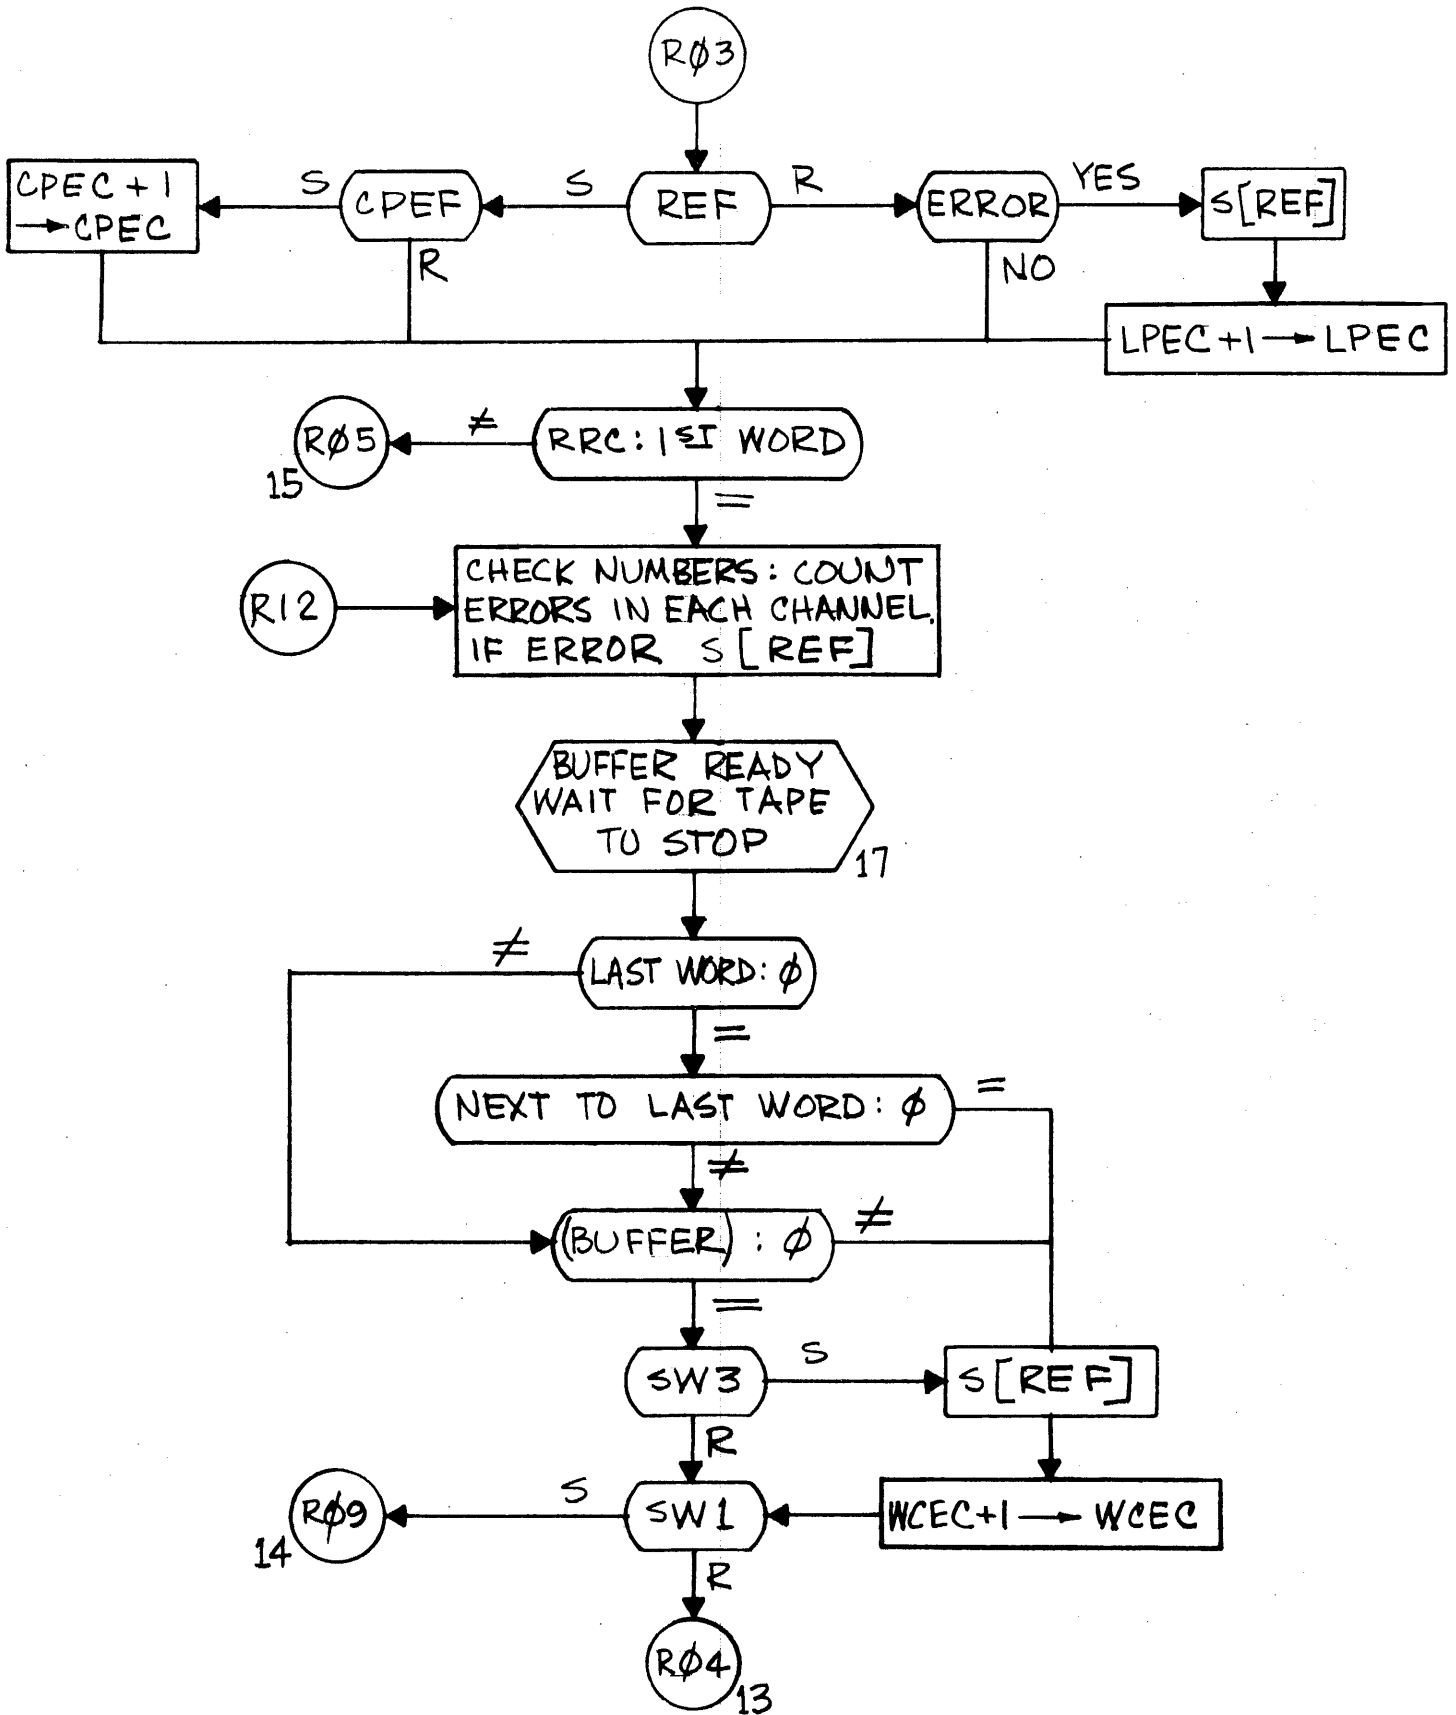 RØ3
CPEC + 1
→ CPEC
S
CPEF
S
REF
R
ERROR
YES
S[REF]
R
NO
LPEC+1 → LPEC
RØ5
15
≠
RRC: 1ST WORD
=
R12
CHECK NUMBERS: COUNT
ERRORS IN EACH CHANNEL.
IF ERROR S[REF]
BUFFER READY
WAIT FOR TAPE
TO STOP
17
≠
LAST WORD: Ø
=
NEXT TO LAST WORD: Ø
=
≠
(BUFFER) : Ø
≠
=
SW3
S
S[REF]
R
RØ9
14
S
SW1
WCEC+1 → WCEC
R
RØ4
13